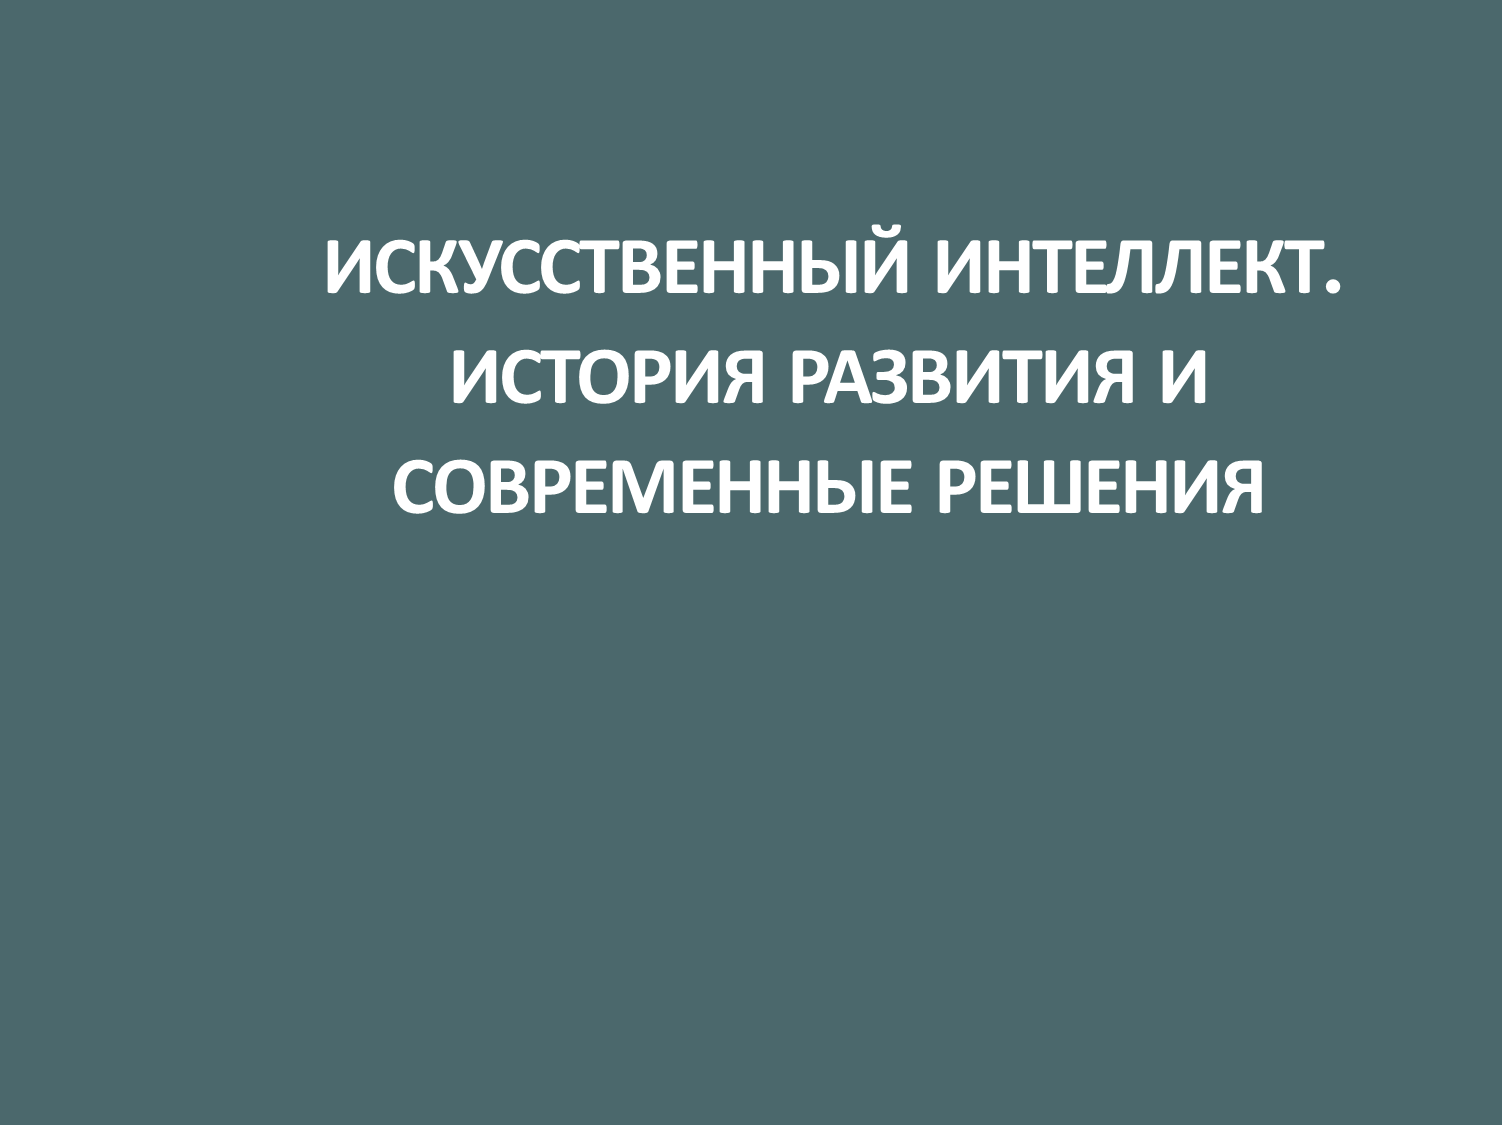 ИСКУССТВЕННЫЙ ИНТЕЛЛЕКТ.
ИСТОРИЯ РАЗВИТИЯ И
СОВРЕМЕННЫЕ РЕШЕНИЯ